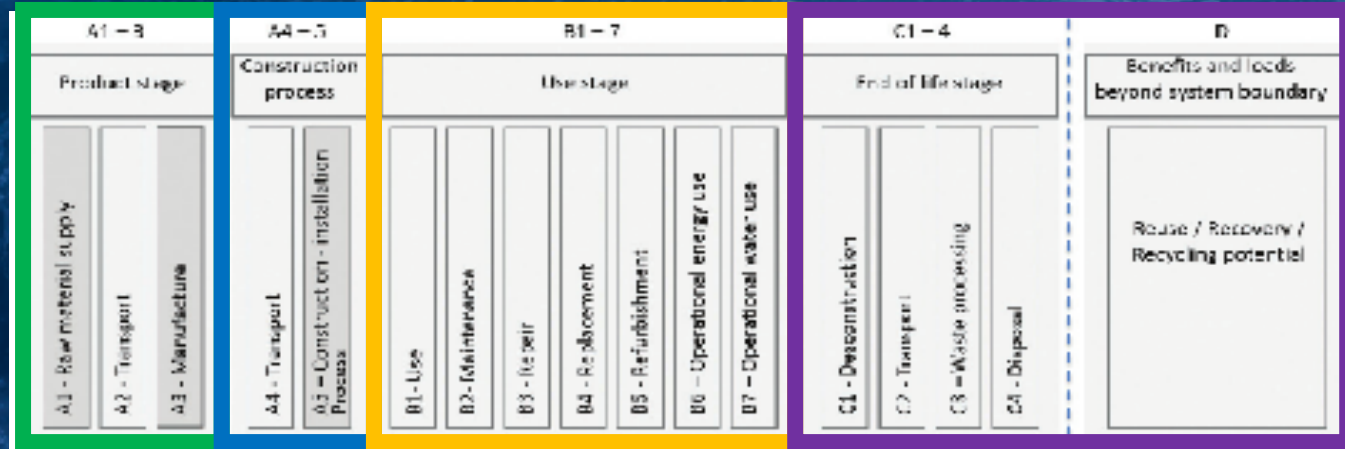 A1 – 3
A4 – 5
B1 – 7
C1 – 4
D
Product stage
Construction
process
Use stage
End of life stage
Benefits and loads
beyond system boundary
A1 - Raw material supply
A2 - Transport
A3 - Manufacture
A4 - Transport
A5 – Construction - installation
Process
B1 - Use
B2 - Maintenance
B3 - Repair
B4 - Replacement
B5 - Refurbishment
B6 – Operational energy use
B7 – Operational water use
C1 - Deconstruction
C2 - Transport
C3 – Waste processing
C4 - Disposal
Reuse / Recovery /
Recycling potential